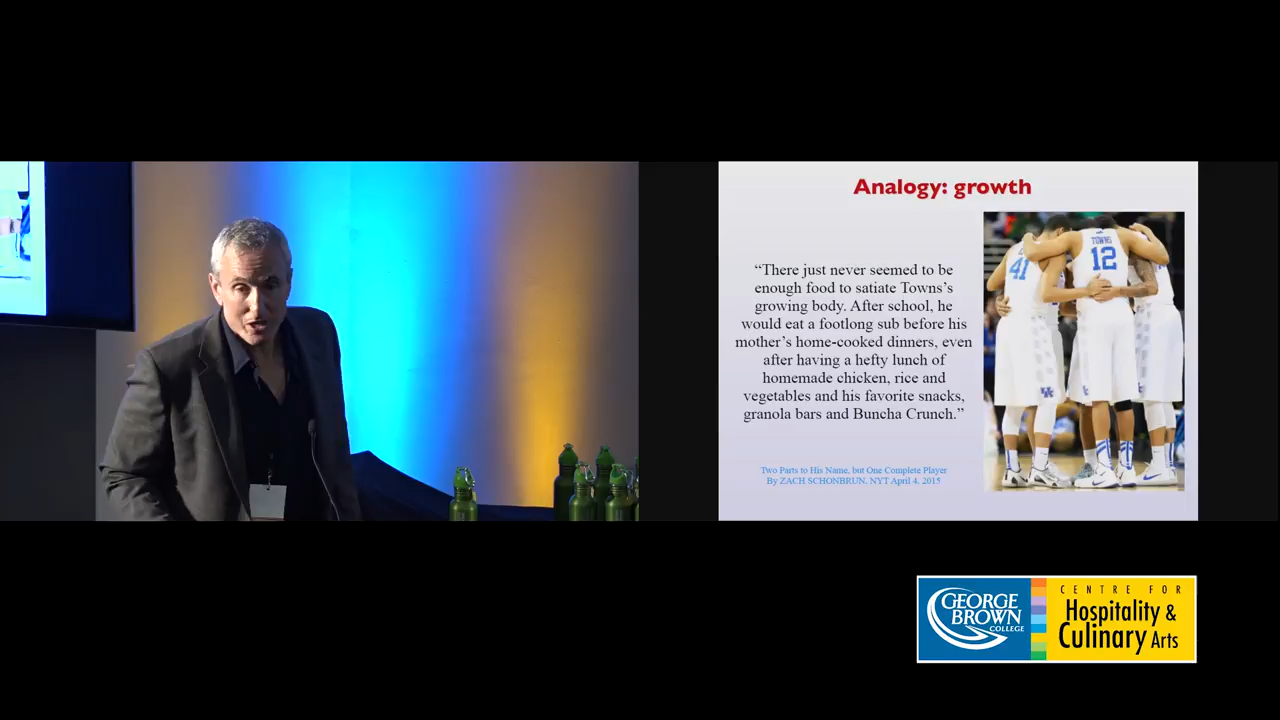 Analogy: growth
“There just never seemed to be
enough food to satiate Towns’s
growing body. After school, he
would eat a footlong sub before his
mother’s home-cooked dinners, even
after having a hefty lunch of
homemade chicken, rice and
vegetables and his favorite snacks,
granola bars and Buncha Crunch.”
Two Parts to His Name, but One Complete Player
By ZACH SCHONBRUN, NYT April 4, 2015
41
TOWNS
12
GEORGE
BROWN
COLLEGE
CENTRE FOR
Hospitality &
Culinary Arts